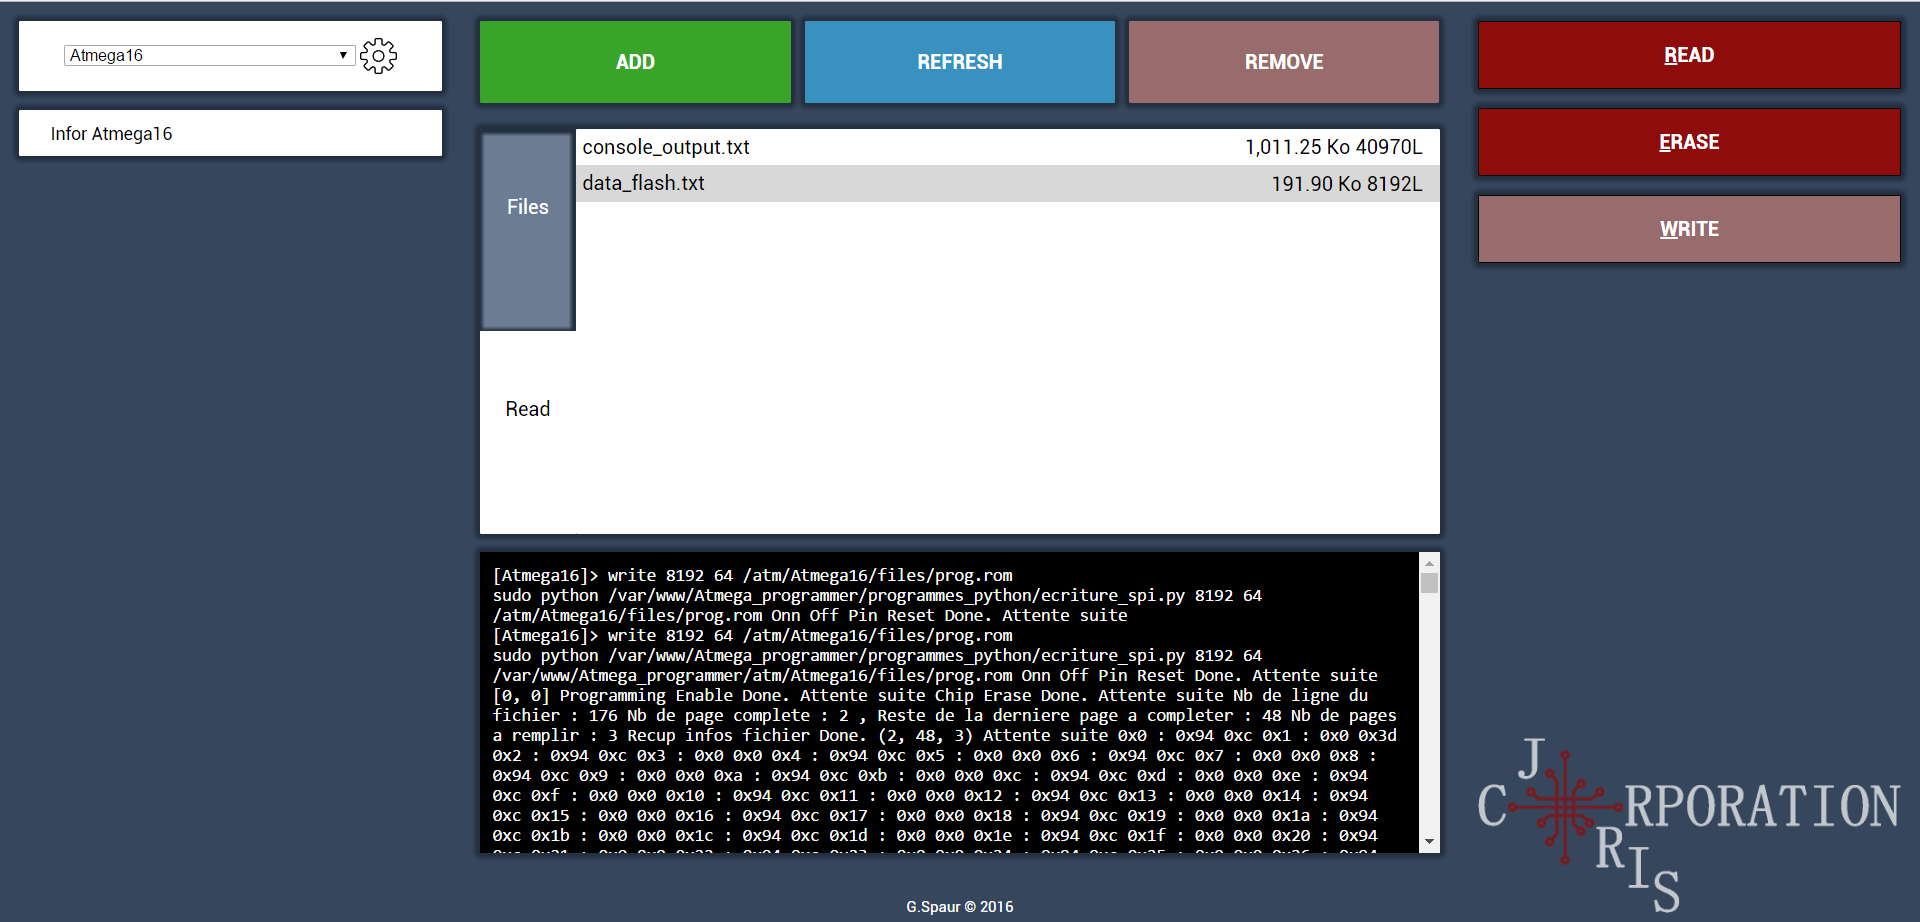 Atmega16
Infor Atmega16
ADD
REFRESH
REMOVE
Files
Read
console_output.txt 1,011.25 Ko 40970L
data_flash.txt 191.90 Ko 8192L
[Atmega16]> write 8192 64 /atm/Atmega16/files/prog.rom
sudo python /var/www/Atmega_programmer/programmes_python/ecriture_spi.py 8192 64
/atm/Atmega16/files/prog.rom Onn Off Pin Reset Done. Attente suite
[Atmega16]> write 8192 64 /atm/Atmega16/files/prog.rom
sudo python /var/www/Atmega_programmer/programmes_python/ecriture_spi.py 8192 64
/var/www/Atmega_programmer/atm/Atmega16/files/prog.rom Onn Off Pin Reset Done. Attente suite
[0, 0] Programming Enable Done. Attente suite Chip Erase Done. Attente suite Nb de ligne du
fichier : 176 Nb de page complete : 2 , Reste de la derniere page a completer : 48 Nb de pages
a remplir : 3 Recup infos fichier Done. (2, 48, 3) Attente suite 0x0 : 0x94 0xc 0x1 : 0x0 0x3d
0x2 : 0x94 0xc 0x3 : 0x0 0x0 0x4 : 0x94 0xc 0x5 : 0x0 0x0 0x6 : 0x94 0xc 0x7 : 0x0 0x0 0x8 :
0x94 0xc 0x9 : 0x0 0x0 0xa : 0x94 0xc 0xb : 0x0 0x0 0xc : 0x94 0xc 0xd : 0x0 0x0 0xe : 0x94
0xc 0xf : 0x0 0x0 0x10 : 0x94 0xc 0x11 : 0x0 0x0 0x12 : 0x94 0xc 0x13 : 0x0 0x0 0x14 : 0x94
0xc 0x15 : 0x0 0x0 0x16 : 0x94 0xc 0x17 : 0x0 0x0 0x18 : 0x94 0xc 0x19 : 0x0 0x0 0x1a : 0x94
0xc 0x1b : 0x0 0x0 0x1c : 0x94 0xc 0x1d : 0x0 0x0 0x1e : 0x94 0xc 0x1f : 0x0 0x0 0x20 : 0x94
READ
ERASE
WRITE
J
C RPORATION
RIS
G.Spaur © 2016